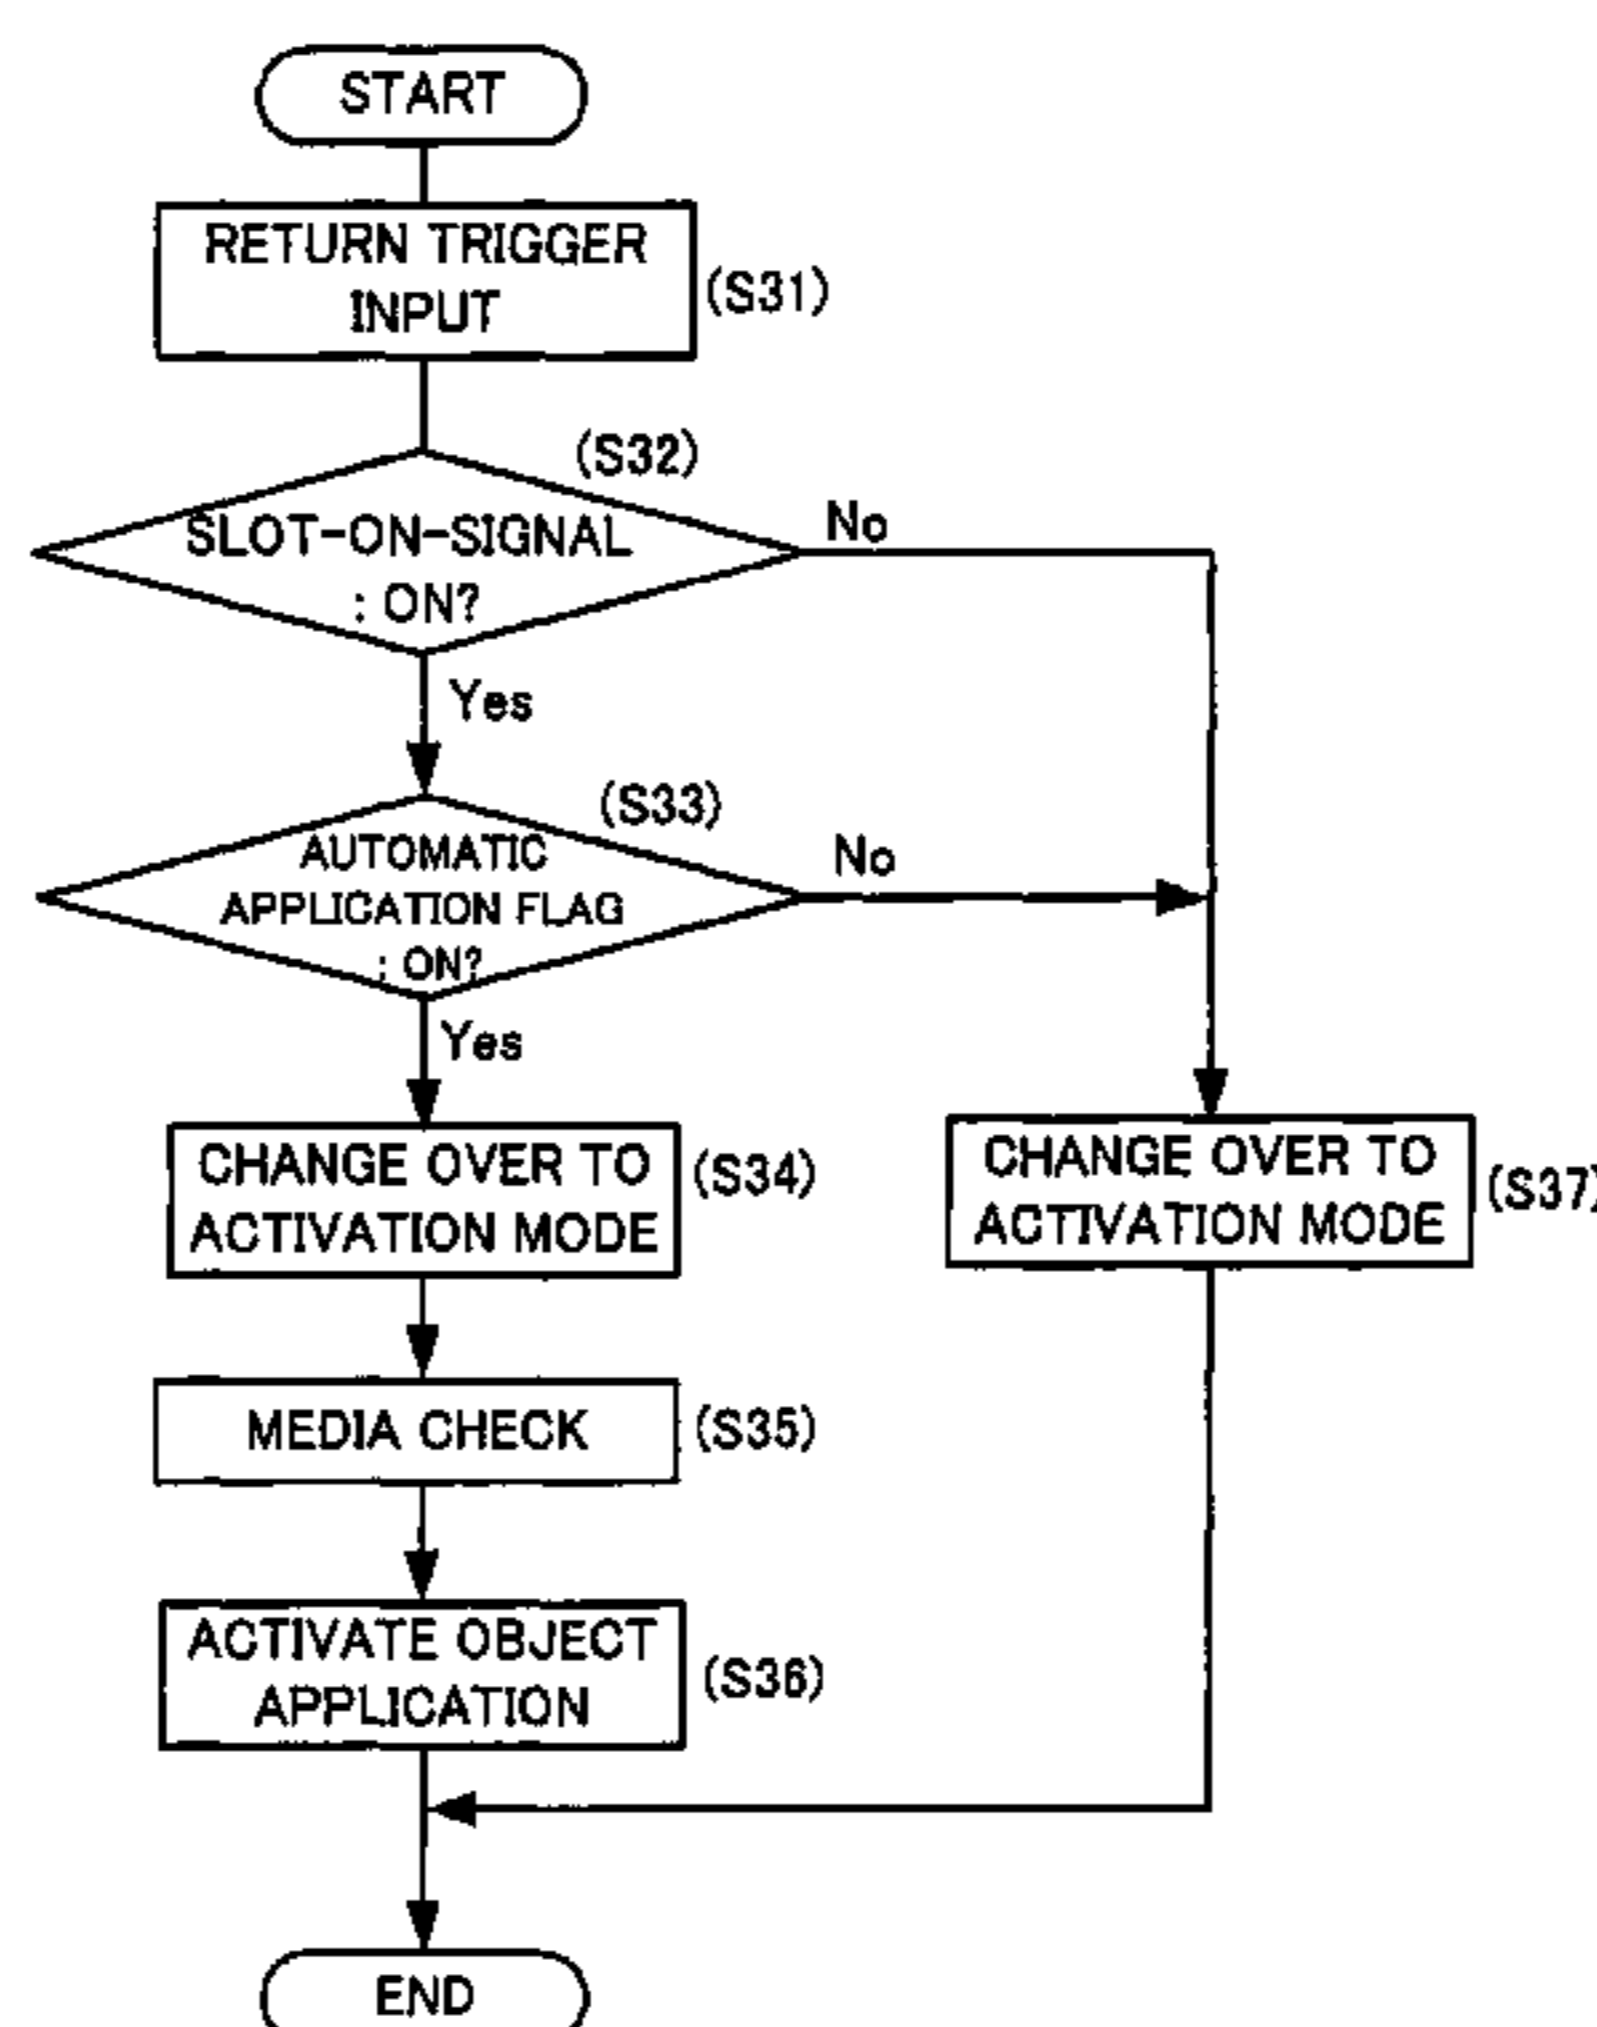 START
RETURN TRIGGER
INPUT
(S31)
(S32)
SLOT-ON-SIGNAL
: ON?
No
Yes
(S33)
AUTOMATIC
APPLICATION FLAG
: ON?
No
Yes
CHANGE OVER TO
ACTIVATION MODE
(S34)
CHANGE OVER TO
ACTIVATION MODE
(S37)
MEDIA CHECK
(S35)
ACTIVATE OBJECT
APPLICATION
(S36)
END